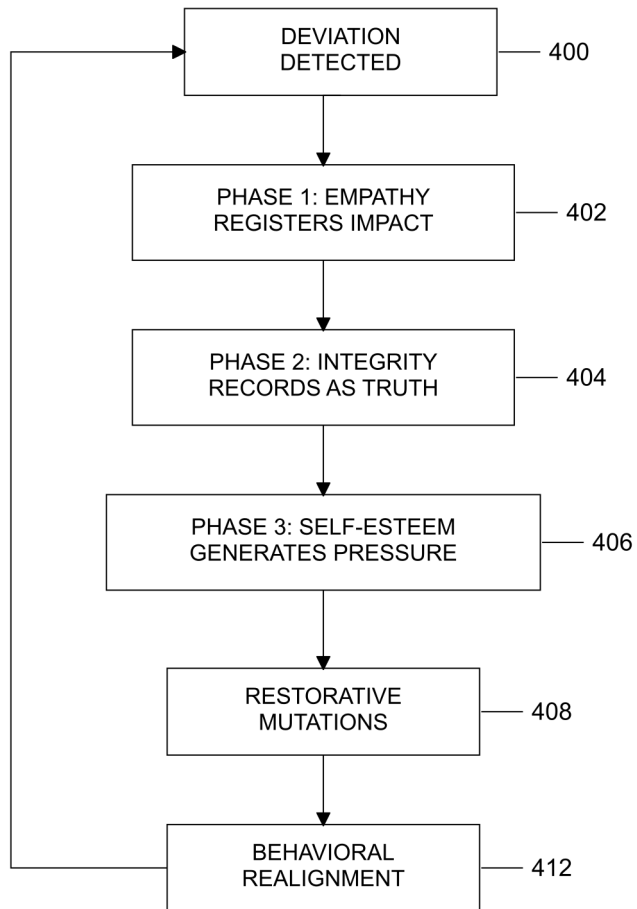 DEVIATION
DETECTED
400
PHASE 1: EMPATHY
REGISTERS IMPACT
402
PHASE 2: INTEGRITY
RECORDS AS TRUTH
404
PHASE 3: SELF-ESTEEM
GENERATES PRESSURE
406
RESTORATIVE
MUTATIONS
408
BEHAVIORAL
REALIGNMENT
412